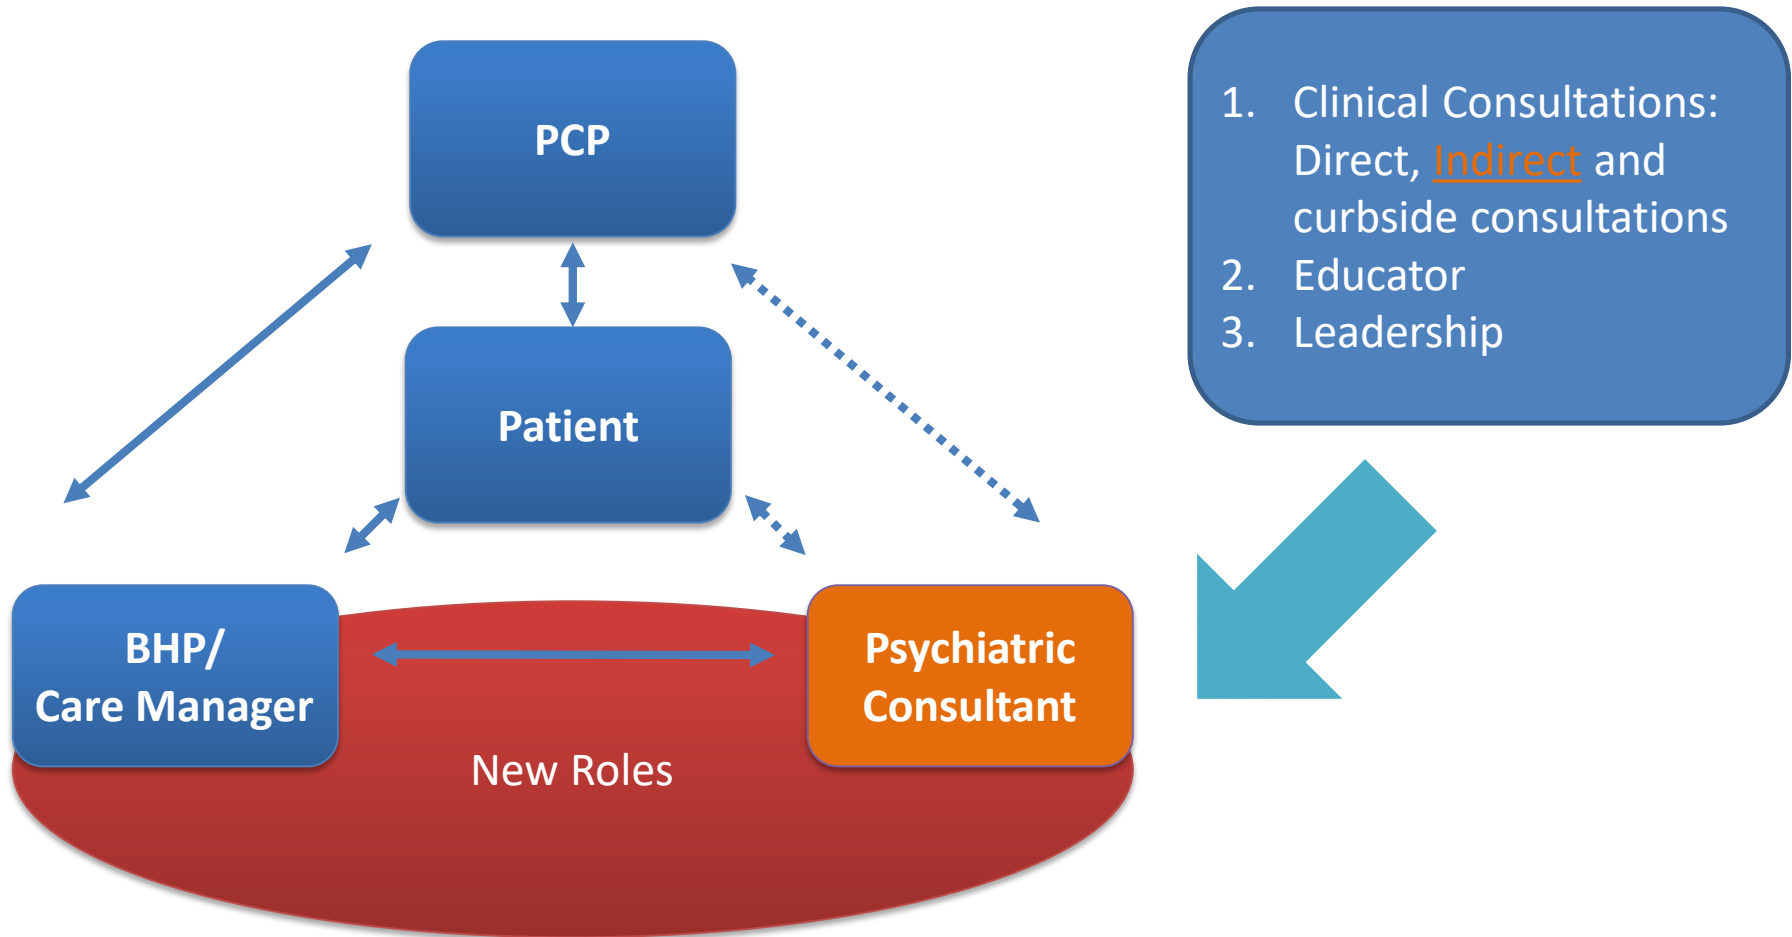 PCP
1. Clinical Consultations:
Direct, Indirect and
curbside consultations
2. Educator
3. Leadership
Patient
BHP/
Care Manager
Psychiatric
Consultant
New Roles